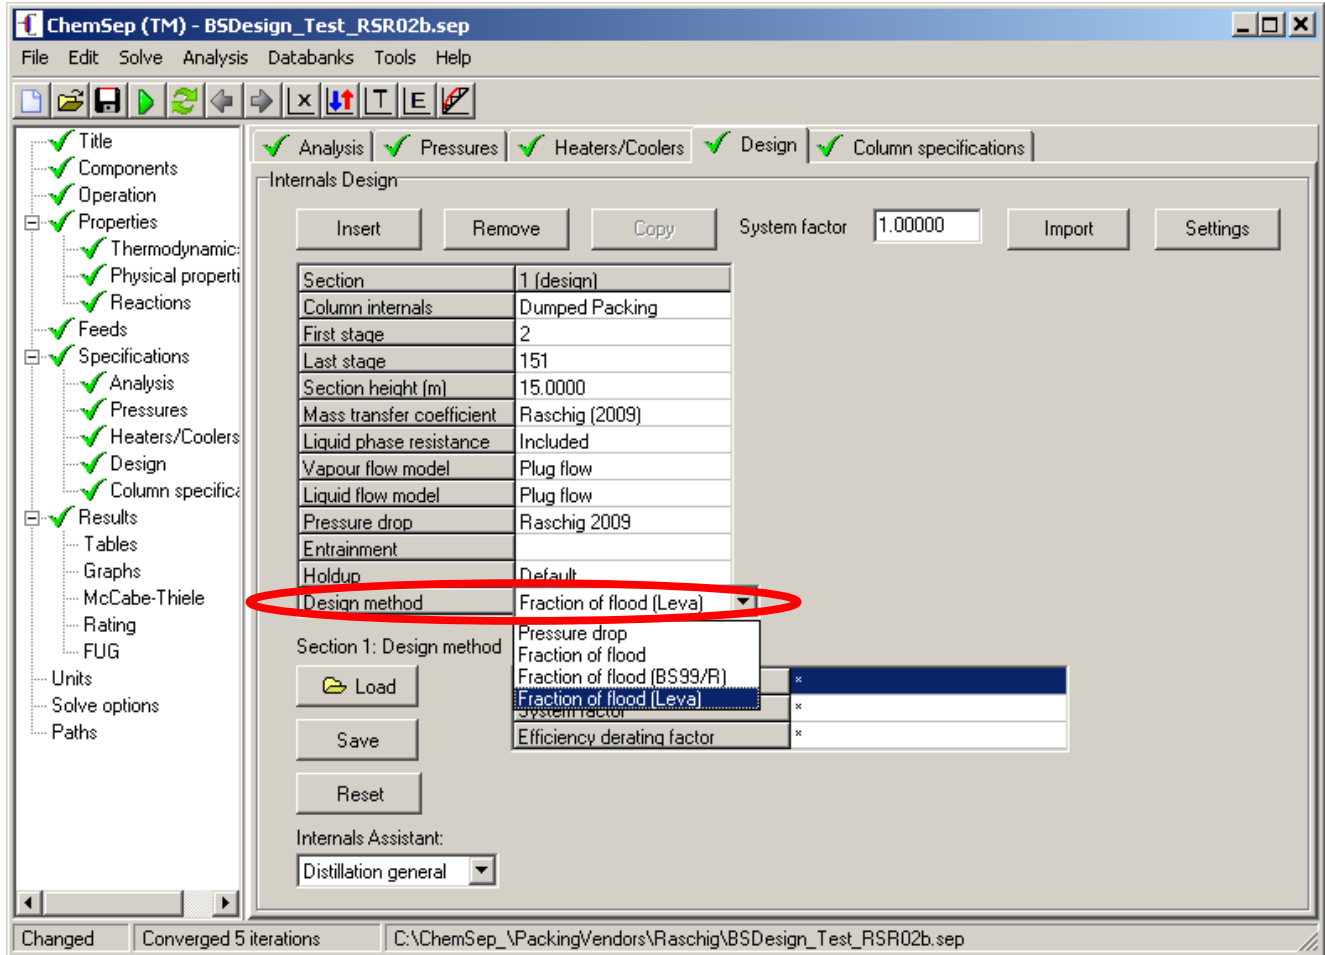 ChemSep (TM) - BSDesign_Test_RSR02b.sep
File Edit Solve Analysis Databanks Tools Help
X T E
Title
Components
Operation
Properties
Thermodynamic
Physical properti
Reactions
Feeds
Specifications
Analysis
Pressures
Heaters/Coolers
Design
Column specifica
Results
Tables
Graphs
McCabe-Thiele
Rating
FUG
Units
Solve options
Paths
Analysis Pressures Heaters/Coolers Design Column specifications
Internals Design
Insert Remove Copy System factor 1.00000 Import Settings
Section 1 (design)
Column internals Dumped Packing
First stage 2
Last stage 151
Section height (m) 15.0000
Mass transfer coefficient Raschig (2009)
Liquid phase resistance Included
Vapour flow model Plug flow
Liquid flow model Plug flow
Pressure drop Raschig 2009
Entrainment
Holdup Default
Design method Fraction of flood (Leva)
Pressure drop
Fraction of flood
Fraction of flood (BS99/R)
Fraction of flood (Leva)
Section 1: Design method
Load
Save
Reset
*
System factor *
Efficiency derating factor *
Internals Assistant:
Distillation general
Changed Converged 5 iterations C:\ChemSep_\PackingVendors\Raschig\BSDesign_Test_RSR02b.sep